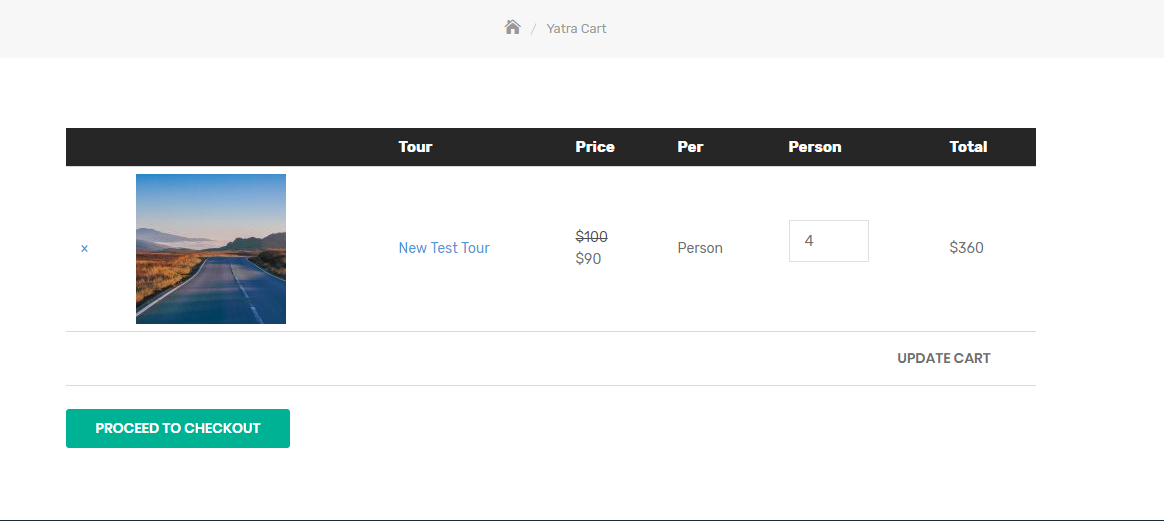 / Yatra Cart
Tour Price Per Person Total
x New Test Tour $100 $90 Person 4 $360
UPDATE CART
PROCEED TO CHECKOUT